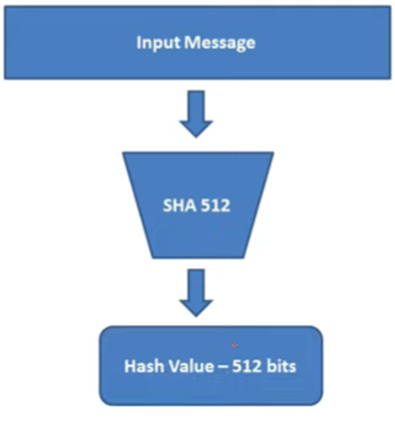 Input Message
SHA 512
Hash Value – 512 bits